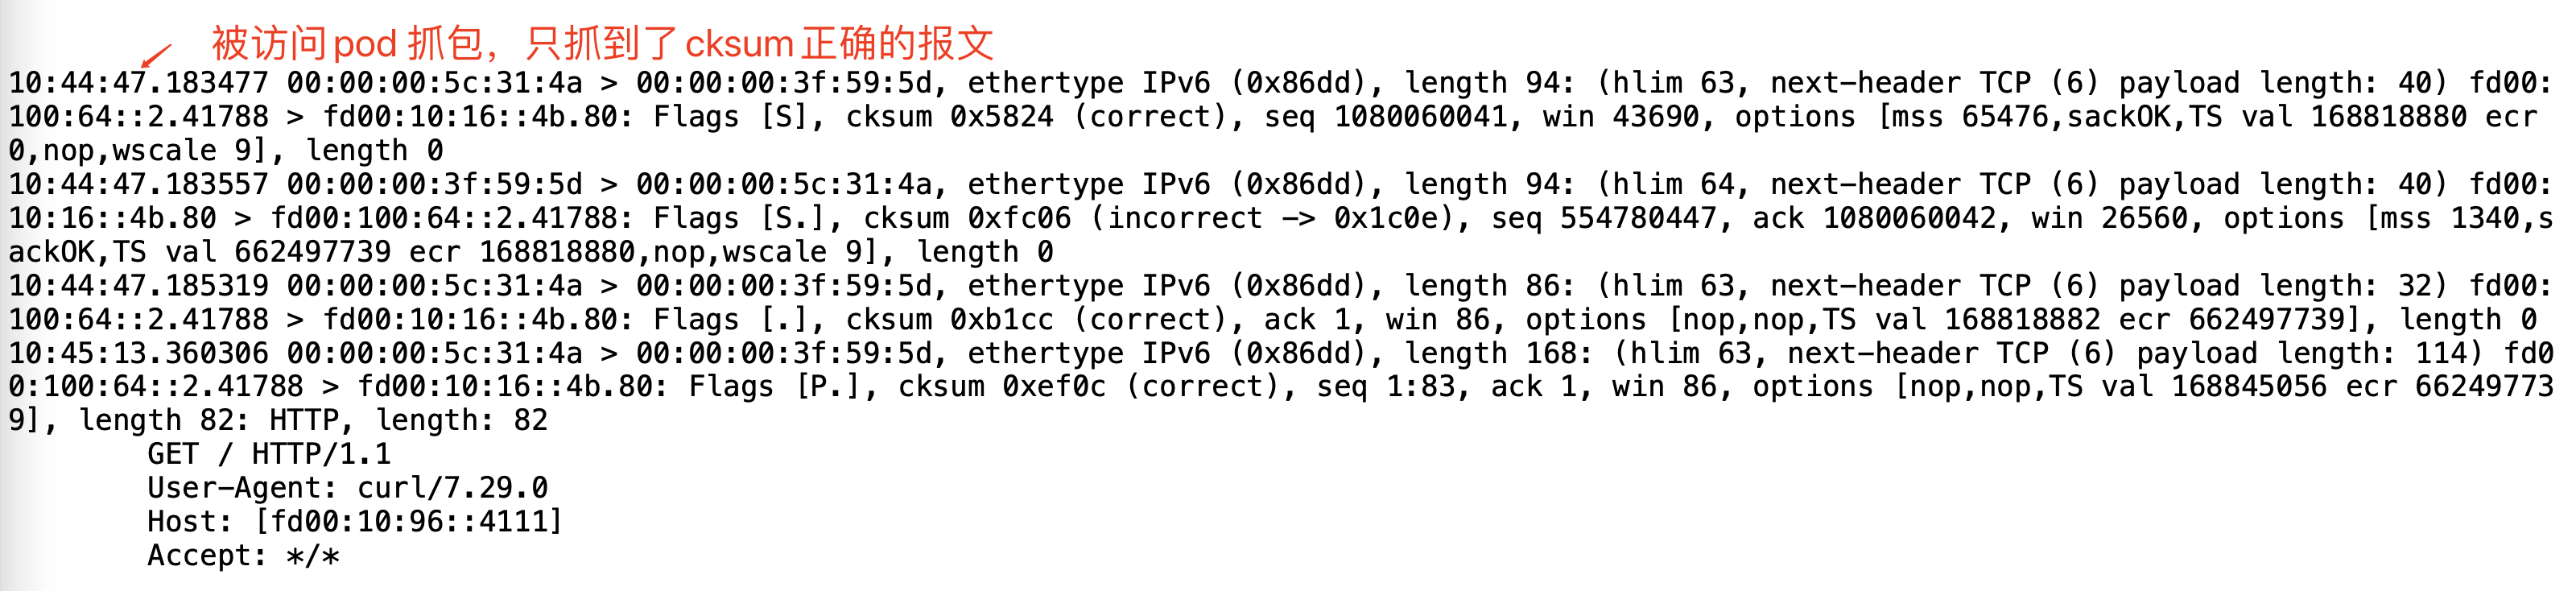 被访问pod 抓包，只抓到了cksum正确的报文
10:44:47.183477 00:00:00:5c:31:4a > 00:00:00:3f:59:5d, ethertype IPv6 (0x86dd), length 94: (hlim 63, next-header TCP (6) payload length: 40) fd00:
100:64::2.41788 > fd00:10:16::4b.80: Flags [S], cksum 0x5824 (correct), seq 1080060041, win 43690, options [mss 65476,sackOK,TS val 168818880 ecr
0,nop,wscale 9], length 0
10:44:47.183557 00:00:00:3f:59:5d > 00:00:00:5c:31:4a, ethertype IPv6 (0x86dd), length 94: (hlim 64, next-header TCP (6) payload length: 40) fd00:
10:16::4b.80 > fd00:100:64::2.41788: Flags [S.], cksum 0xfc06 (incorrect -> 0x1c0e), seq 554780447, ack 1080060042, win 26560, options [mss 1340,s
ackOK,TS val 662497739 ecr 168818880,nop,wscale 9], length 0
10:44:47.185319 00:00:00:5c:31:4a > 00:00:00:3f:59:5d, ethertype IPv6 (0x86dd), length 86: (hlim 63, next-header TCP (6) payload length: 32) fd00:
100:64::2.41788 > fd00:10:16::4b.80: Flags [.], cksum 0xb1cc (correct), ack 1, win 86, options [nop,nop,TS val 168818882 ecr 662497739], length 0
10:45:13.360306 00:00:00:5c:31:4a > 00:00:00:3f:59:5d, ethertype IPv6 (0x86dd), length 168: (hlim 63, next-header TCP (6) payload length: 114) fd0
0:100:64::2.41788 > fd00:10:16::4b.80: Flags [P.], cksum 0xef0c (correct), seq 1:83, ack 1, win 86, options [nop,nop,TS val 168845056 ecr 66249773
9], length 82: HTTP, length: 82
GET / HTTP/1.1
User-Agent: curl/7.29.0
Host: [fd00:10:96::4111]
Accept: */*